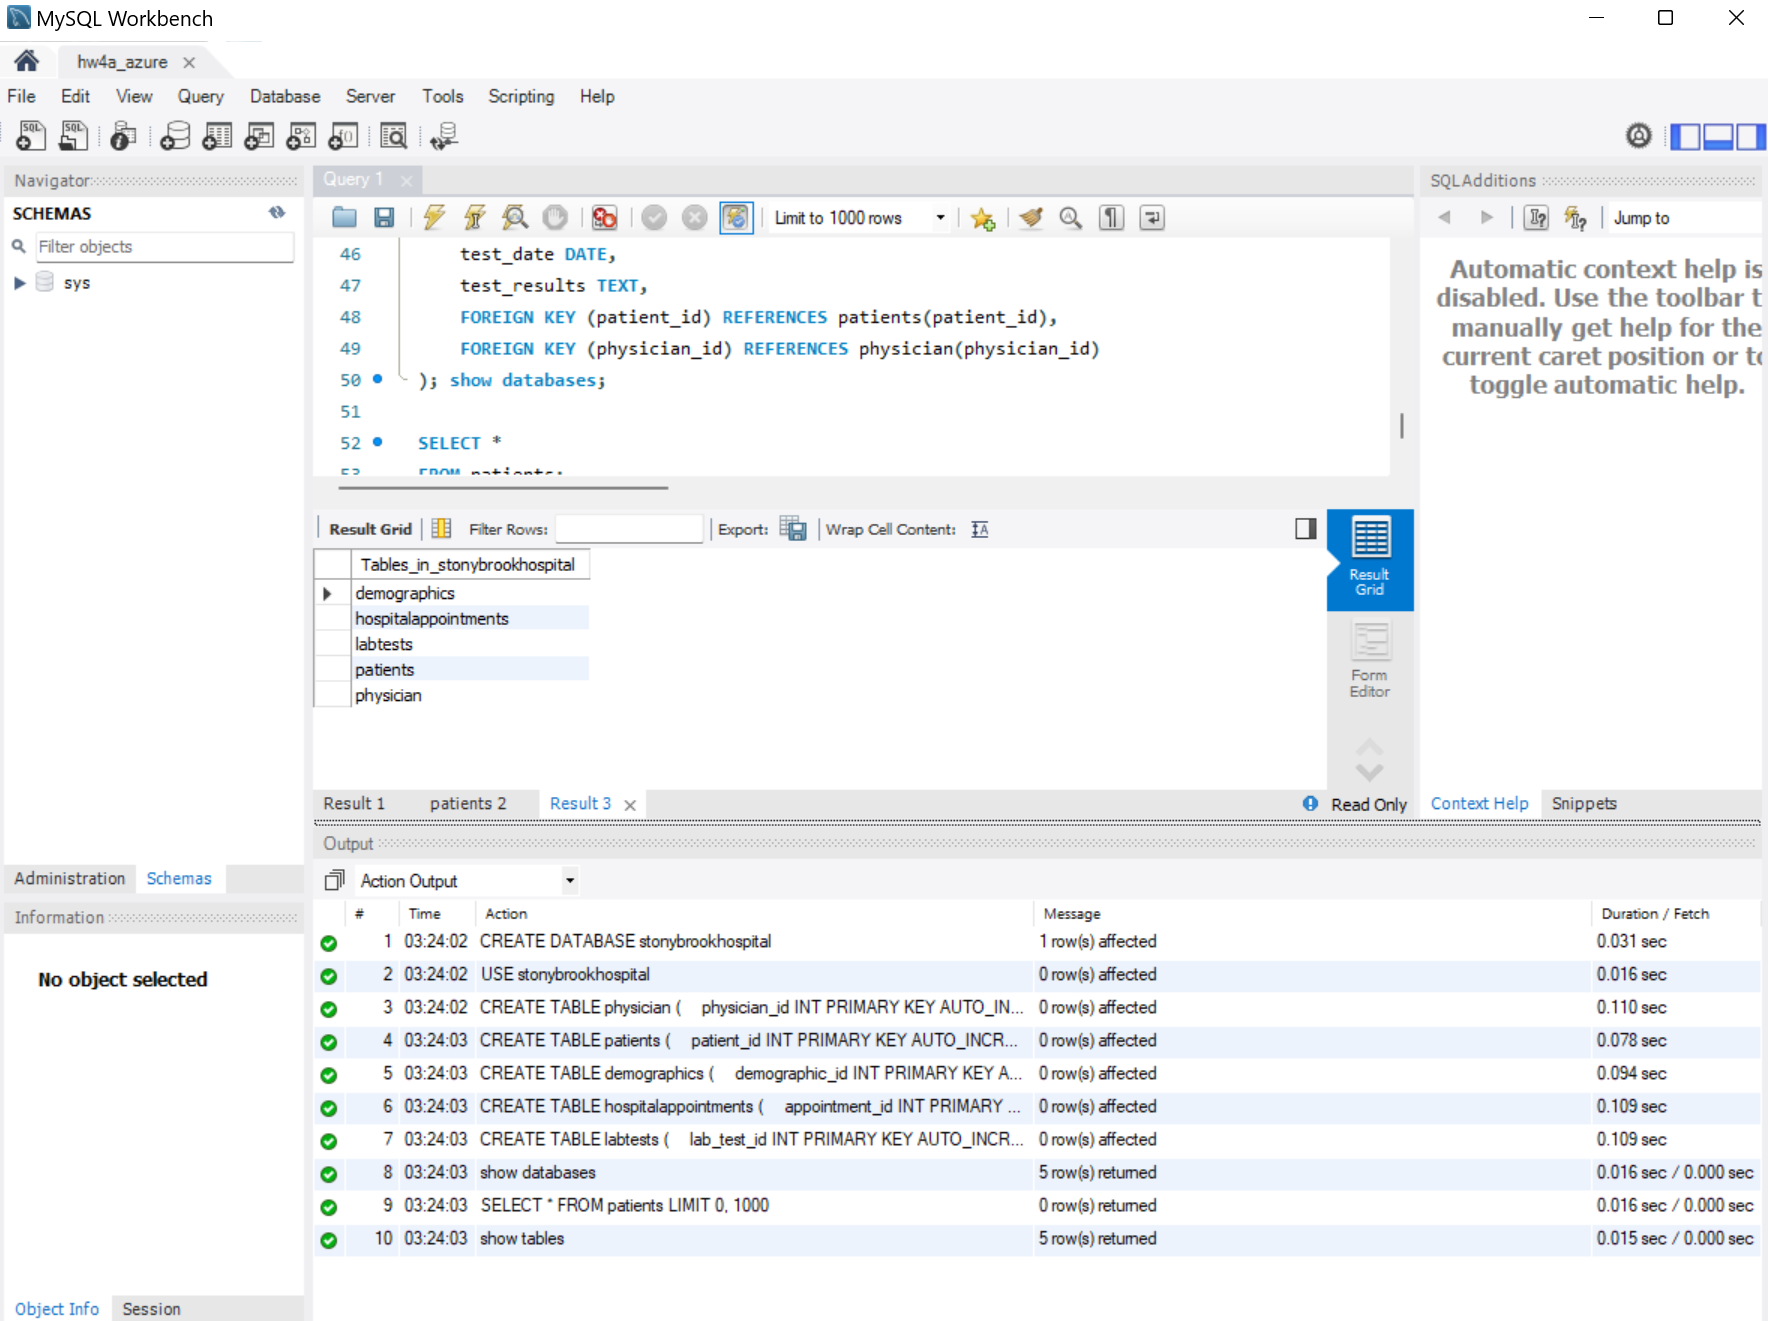 MySQL Workbench
hw4a_azure
File Edit View Query Database Server Tools Scripting Help
Navigator
SCHEMAS
Filter objects
sys
Administration Schemas
Information
No object selected
Object Info Session
Query 1
Limit to 1000 rows
46 test_date DATE,
47 test_results TEXT,
48 FOREIGN KEY (patient_id) REFERENCES patients(patient_id),
49 FOREIGN KEY (physician_id) REFERENCES physician(physician_id)
50 ); show databases;
51
52 SELECT *
53 FROM patients;
Result Grid Filter Rows: Export: Wrap Cell Content:
Tables_in_stonybrookhospital
demographics
hospitalappointments
labtests
patients
physician
Result
Grid
Form
Editor
Result 1 patients 2 Result 3 Read Only
SQLAdditions
Jump to
Automatic context help is
disabled. Use the toolbar t
manually get help for the
current caret position or to
toggle automatic help.
Context Help Snippets
Output
Action Output
# Time Action Message Duration / Fetch
1 03:24:02 CREATE DATABASE stonybrookhospital 1 row(s) affected 0.031 sec
2 03:24:02 USE stonybrookhospital 0 row(s) affected 0.016 sec
3 03:24:02 CREATE TABLE physician ( physician_id INT PRIMARY KEY AUTO_IN... 0 row(s) affected 0.110 sec
4 03:24:03 CREATE TABLE patients ( patient_id INT PRIMARY KEY AUTO_INCR... 0 row(s) affected 0.078 sec
5 03:24:03 CREATE TABLE demographics ( demographic_id INT PRIMARY KEY A... 0 row(s) affected 0.094 sec
6 03:24:03 CREATE TABLE hospitalappointments ( appointment_id INT PRIMARY ... 0 row(s) affected 0.109 sec
7 03:24:03 CREATE TABLE labtests ( lab_test_id INT PRIMARY KEY AUTO_INCR... 0 row(s) affected 0.109 sec
8 03:24:03 show databases 5 row(s) returned 0.016 sec / 0.000 sec
9 03:24:03 SELECT * FROM patients LIMIT 0, 1000 0 row(s) returned 0.016 sec / 0.000 sec
10 03:24:03 show tables 5 row(s) returned 0.015 sec / 0.000 sec